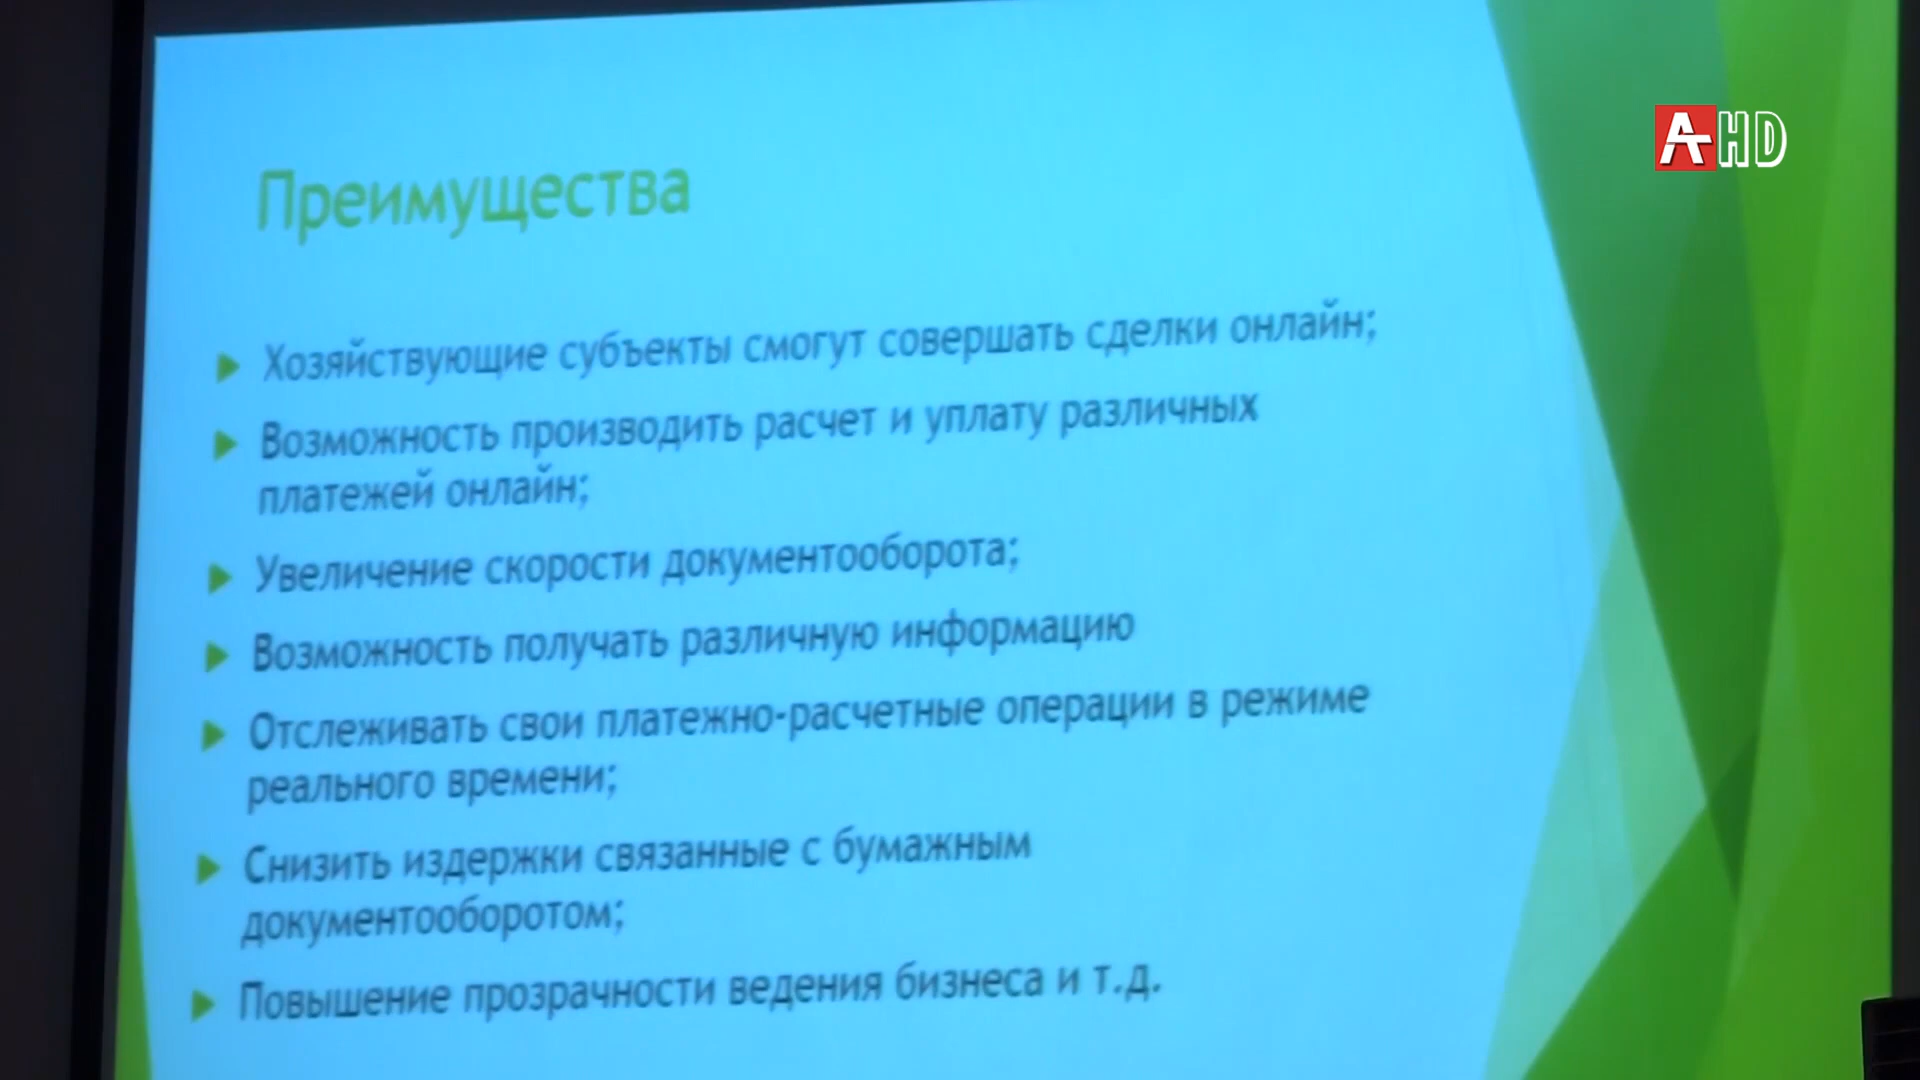 AHD
Преимущества
Хозяйствующие субъекты смогут совершать сделки онлайн;
Возможность производить расчет и уплату различных
платежей онлайн;
Увеличение скорости документооборота;
Возможность получать различную информацию
Отслеживать свои платежно-расчетные операции в режиме
реального времени;
Снизить издержки связанные с бумажным
документооборотом;
Повышение прозрачности ведения бизнеса и т.д.